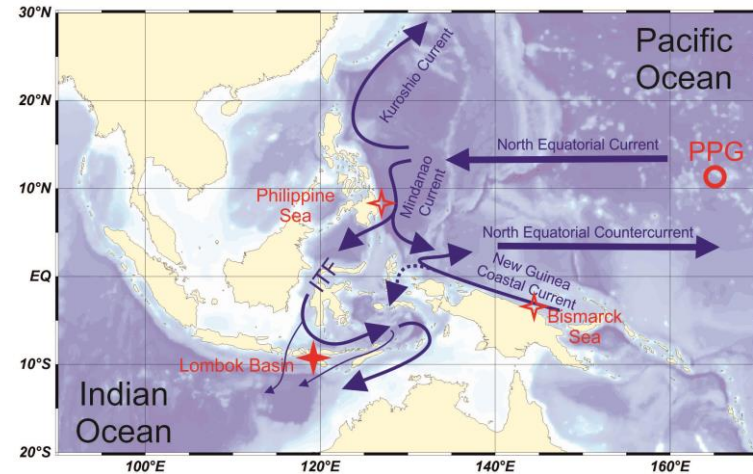 30°N
20°N
10°N
EQ
10°S
20°S
100°E
120°E
140°E
160°E
Pacific
Ocean
Kuroshio Current
North Equatorial Current
PPG
Philippine
Sea
Mindanao
Current
North Equatorial Countercurrent
ITF
New Guinea
Coastal Current
Bismarck
Sea
Lombok Basin
Indian
Ocean